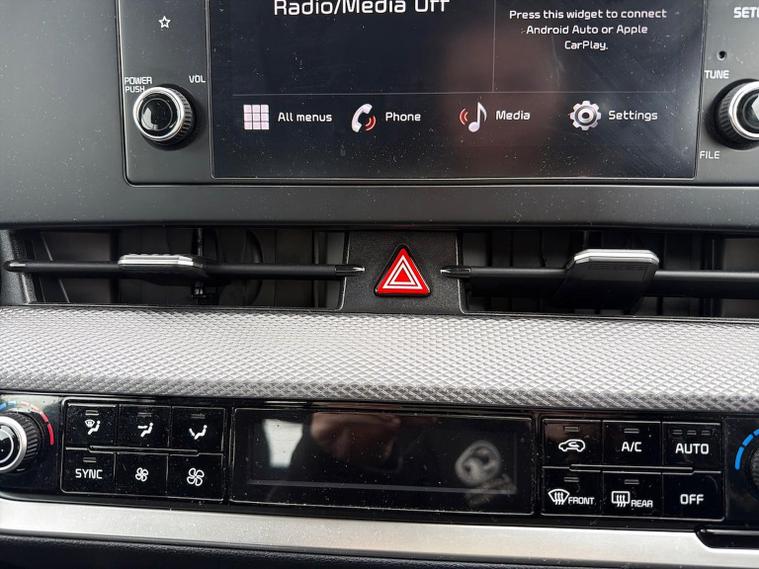 Radio/Media Off
Press this widget to connect
Android Auto or Apple
CarPlay.
POWER
PUSH
VOL
TUNE
FILE
All menus
Phone
Media
Settings
SYNC
A/C
AUTO
FRONT
REAR
OFF